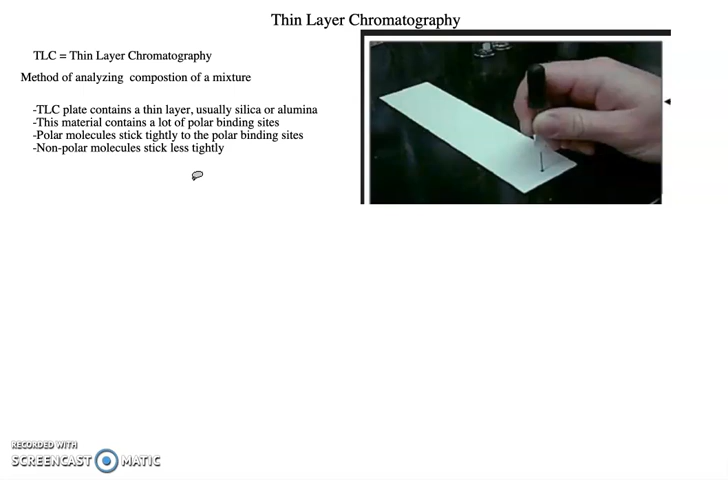 Thin Layer Chromatography
TLC = Thin Layer Chromatography
Method of analyzing compostion of a mixture
-TLC plate contains a thin layer, usually silica or alumina
-This material contains a lot of polar binding sites
-Polar molecules stick tightly to the polar binding sites
-Non-polar molecules stick less tightly
RECORDED WITH
SCREENCAST MATIC